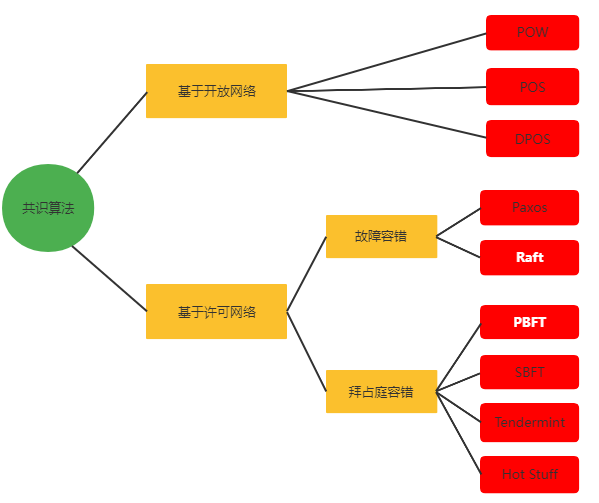 共识算法
基于开放网络
POW
POS
DPOS
基于许可网络
故障容错
Paxos
Raft
拜占庭容错
PBFT
SBFT
Tendermint
Hot Stuff